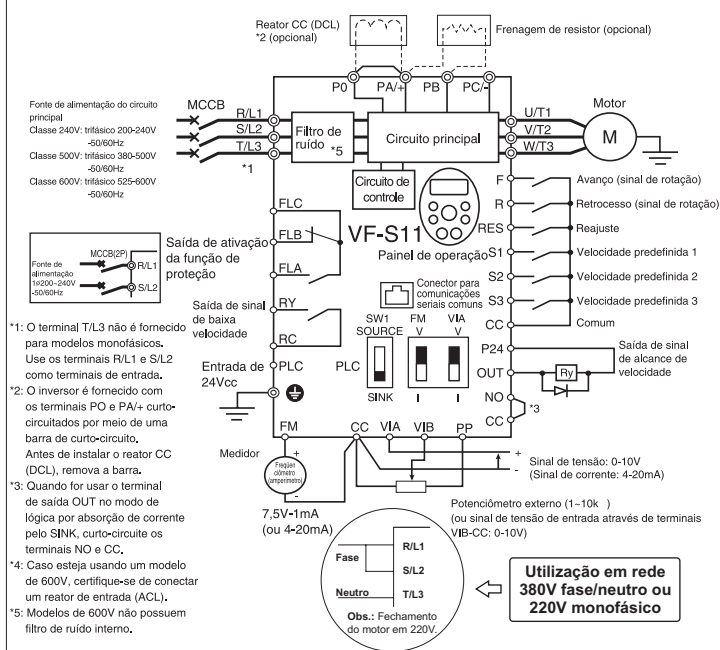 Reator CC (DCL)
*2 (opcional)
Frenagem de resistor (opcional)
P0
PA/+
PB
PC/-
Fonte de alimentação do circuito
principal
Classe 240V: trifásico 200-240V
-50/60Hz
Classe 500V: trifásico 380-500V
-50/60Hz
Classe 600V: trifásico 525-600V
-50/60Hz
MCCB
R/L1
S/L2
T/L3
*1
Filtro de
ruído *5
Circuito principal
U/T1
V/T2
W/T3
Motor
M
Circuito de
controle
FLC
FLB
FLA
RY
RC
PLC
VF-S11
Painel de operação
F
R
RES
S1
S2
S3
CC
P24
OUT
NO
CC
Avanço (sinal de rotação)
Retrocesso (sinal de rotação)
Reajuste
Velocidade predefinida 1
Velocidade predefinida 2
Velocidade predefinida 3
Comum
Saída de sinal
de alcance de
velocidade
Ry
*3
MCCB(2P)
Fonte de
alimentação
1ø200~240V
-50/60Hz
R/L1
S/L2
Saída de ativação
da função de
proteção
Saída de sinal
de baixa
velocidade
Entrada de
24Vcc
Conector para
comunicações
seriais comuns
SW1
SOURCE
PLC
SINK
FM
V
I
VIA
V
I
FM
CC
VIA
VIB
PP
Medidor
+
Freqüen
ciômetro
(amperímetro)
-
7,5V-1mA
(ou 4-20mA)
+
-
Sinal de tensão: 0-10V
(Sinal de corrente: 4-20mA)
Potenciômetro externo (1~10k )
(ou sinal de tensão de entrada através de terminais
VIB-CC: 0-10V)
*1: O terminal T/L3 não é fornecido
para modelos monofásicos.
Use os terminais R/L1 e S/L2
como terminais de entrada.
*2: O inversor é fornecido com
os terminais PO e PA/+ curto-
circuitados por meio de uma
barra de curto-circuito.
Antes de instalar o reator CC
(DCL), remova a barra.
*3: Quando for usar o terminal
de saída OUT no modo de
lógica por absorção de corrente
pelo SINK, curto-circuite os
terminais NO e CC.
*4: Caso esteja usando um modelo
de 600V, certifique-se de conectar
um reator de entrada (ACL).
*5: Modelos de 600V não possuem
filtro de ruído interno.
Fase
Neutro
R/L1
S/L2
T/L3
Obs.: Fechamento
do motor em 220V.
Utilização em rede
380V fase/neutro ou
220V monofásico